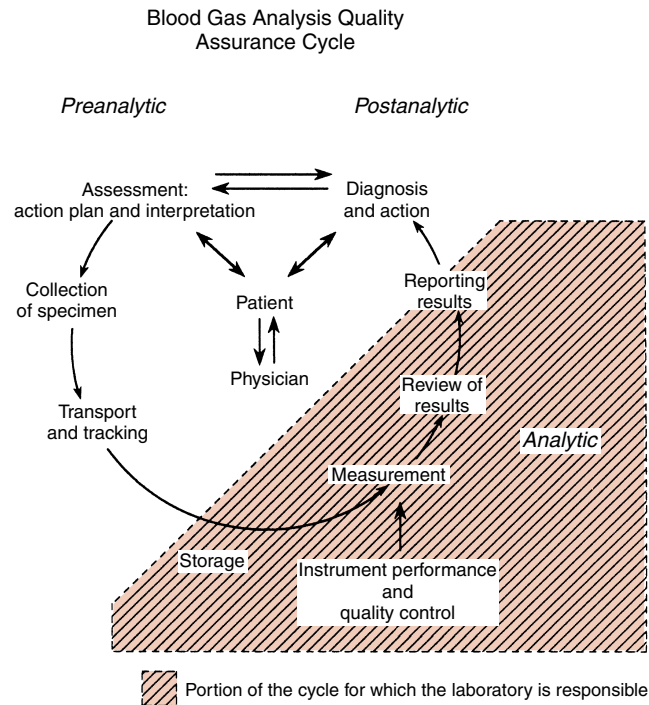 Blood Gas Analysis Quality
Assurance Cycle
Preanalytic
Postanalytic
Assessment:
action plan and interpretation
Diagnosis
and action
Collection
of specimen
Patient
Reporting
results
Physician
Review of
results
Transport
and tracking
Analytic
Measurement
Storage
Instrument performance
and
quality control
Portion of the cycle for which the laboratory is responsible